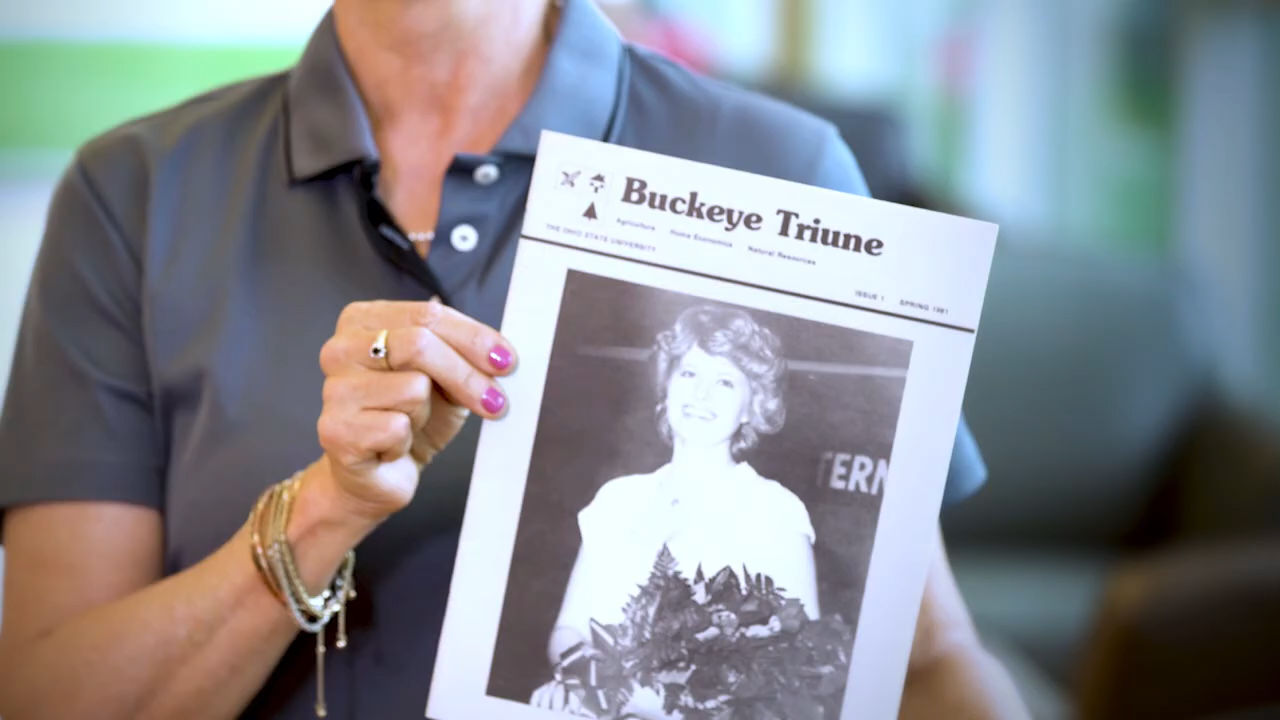 Buckeye Triune
Agriculture Home Economics Natural Resources
THE OHIO STATE UNIVERSITY
ISSUE 1 SPRING 1981
TERN